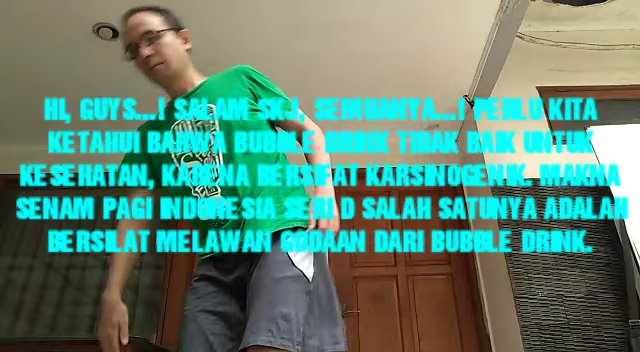 HI, GUYS...! SALAM SKJ, SEMUANYA...! PERLU KITA
KETAHUI BAHWA BUBBLE DRINK TIDAK BAIK UNTUK
KESEHATAN, KARENA BERSIFAT KARSINOGENIK. MAKNA
SENAM PAGI INDONESIA SERI D SALAH SATUNYA ADALAH
BERSILAT MELAWAN GODAAN DARI BUBBLE DRINK.